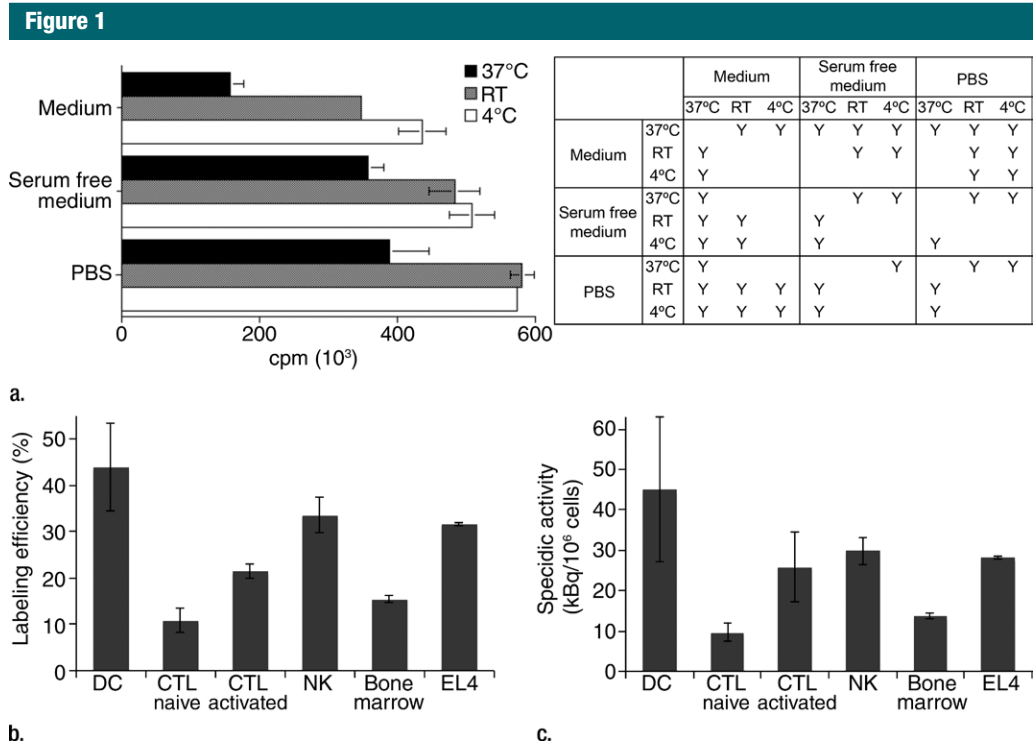 Figure 1
37°C
RT
4°C
Medium
Serum free
medium
PBS
0 200 400 600
cpm (10³)
Medium Serum free medium PBS
37ºC RT 4ºC 37ºC RT 4ºC 37ºC RT 4ºC
Medium 37ºC Y Y Y Y Y Y Y Y
RT Y Y Y Y Y
4ºC Y Y Y
Serum free medium 37ºC Y Y Y Y Y
RT Y Y Y
4ºC Y Y Y Y
PBS 37ºC Y Y Y Y
RT Y Y Y Y Y
4ºC Y Y Y Y Y
a.
Labeling efficiency (%)
50
40
30
20
10
0
DC CTL CTL NK Bone EL4
naive activated marrow
b.
Specidic activity
(kBq/10⁶ cells)
60
50
40
30
20
10
0
DC CTL CTL NK Bone EL4
naive activated marrow
c.